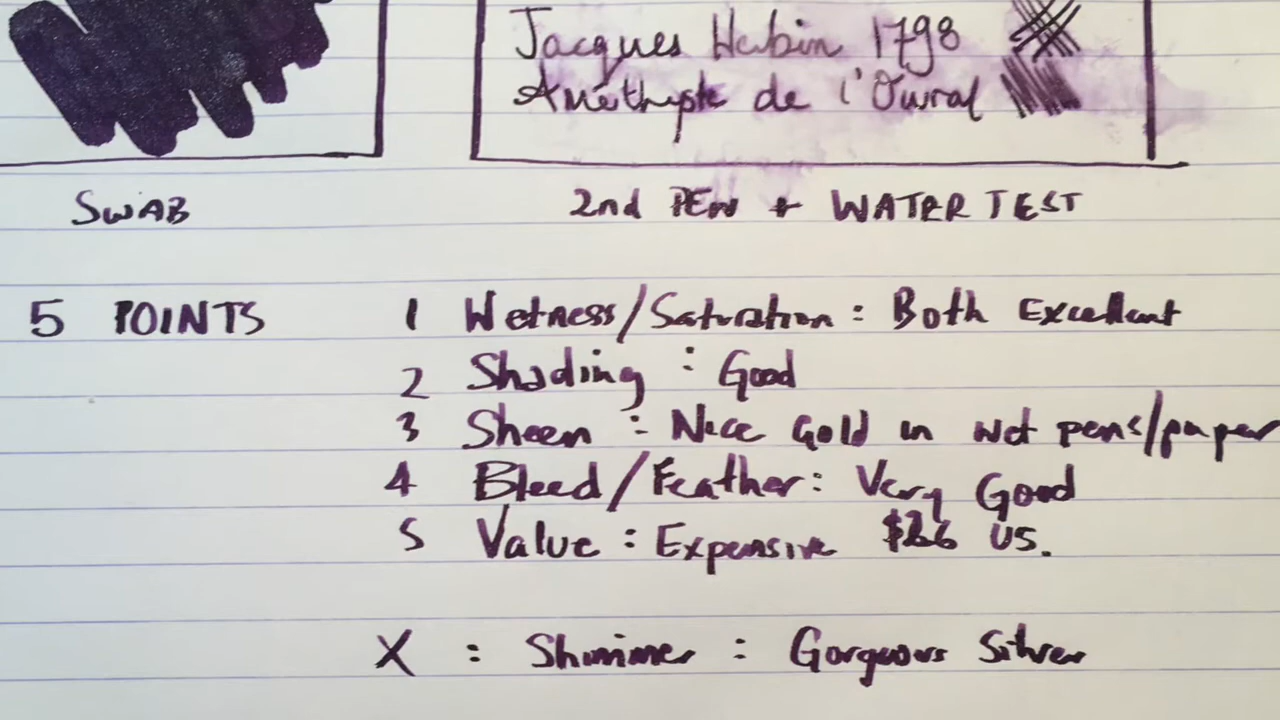 Jacques Herbin 1798
Améthyste de l'Oural
SWAB
2nd PEN + WATER TEST
5 POINTS
1 Wetness/Saturation : Both Excellent
2 Shading : Good
3 Sheen : Nice Gold in wet pens/paper
4 Bleed/Feather: Very Good
5 Value : Expensive $26 US.
X : Shimmer : Gorgeous Silver